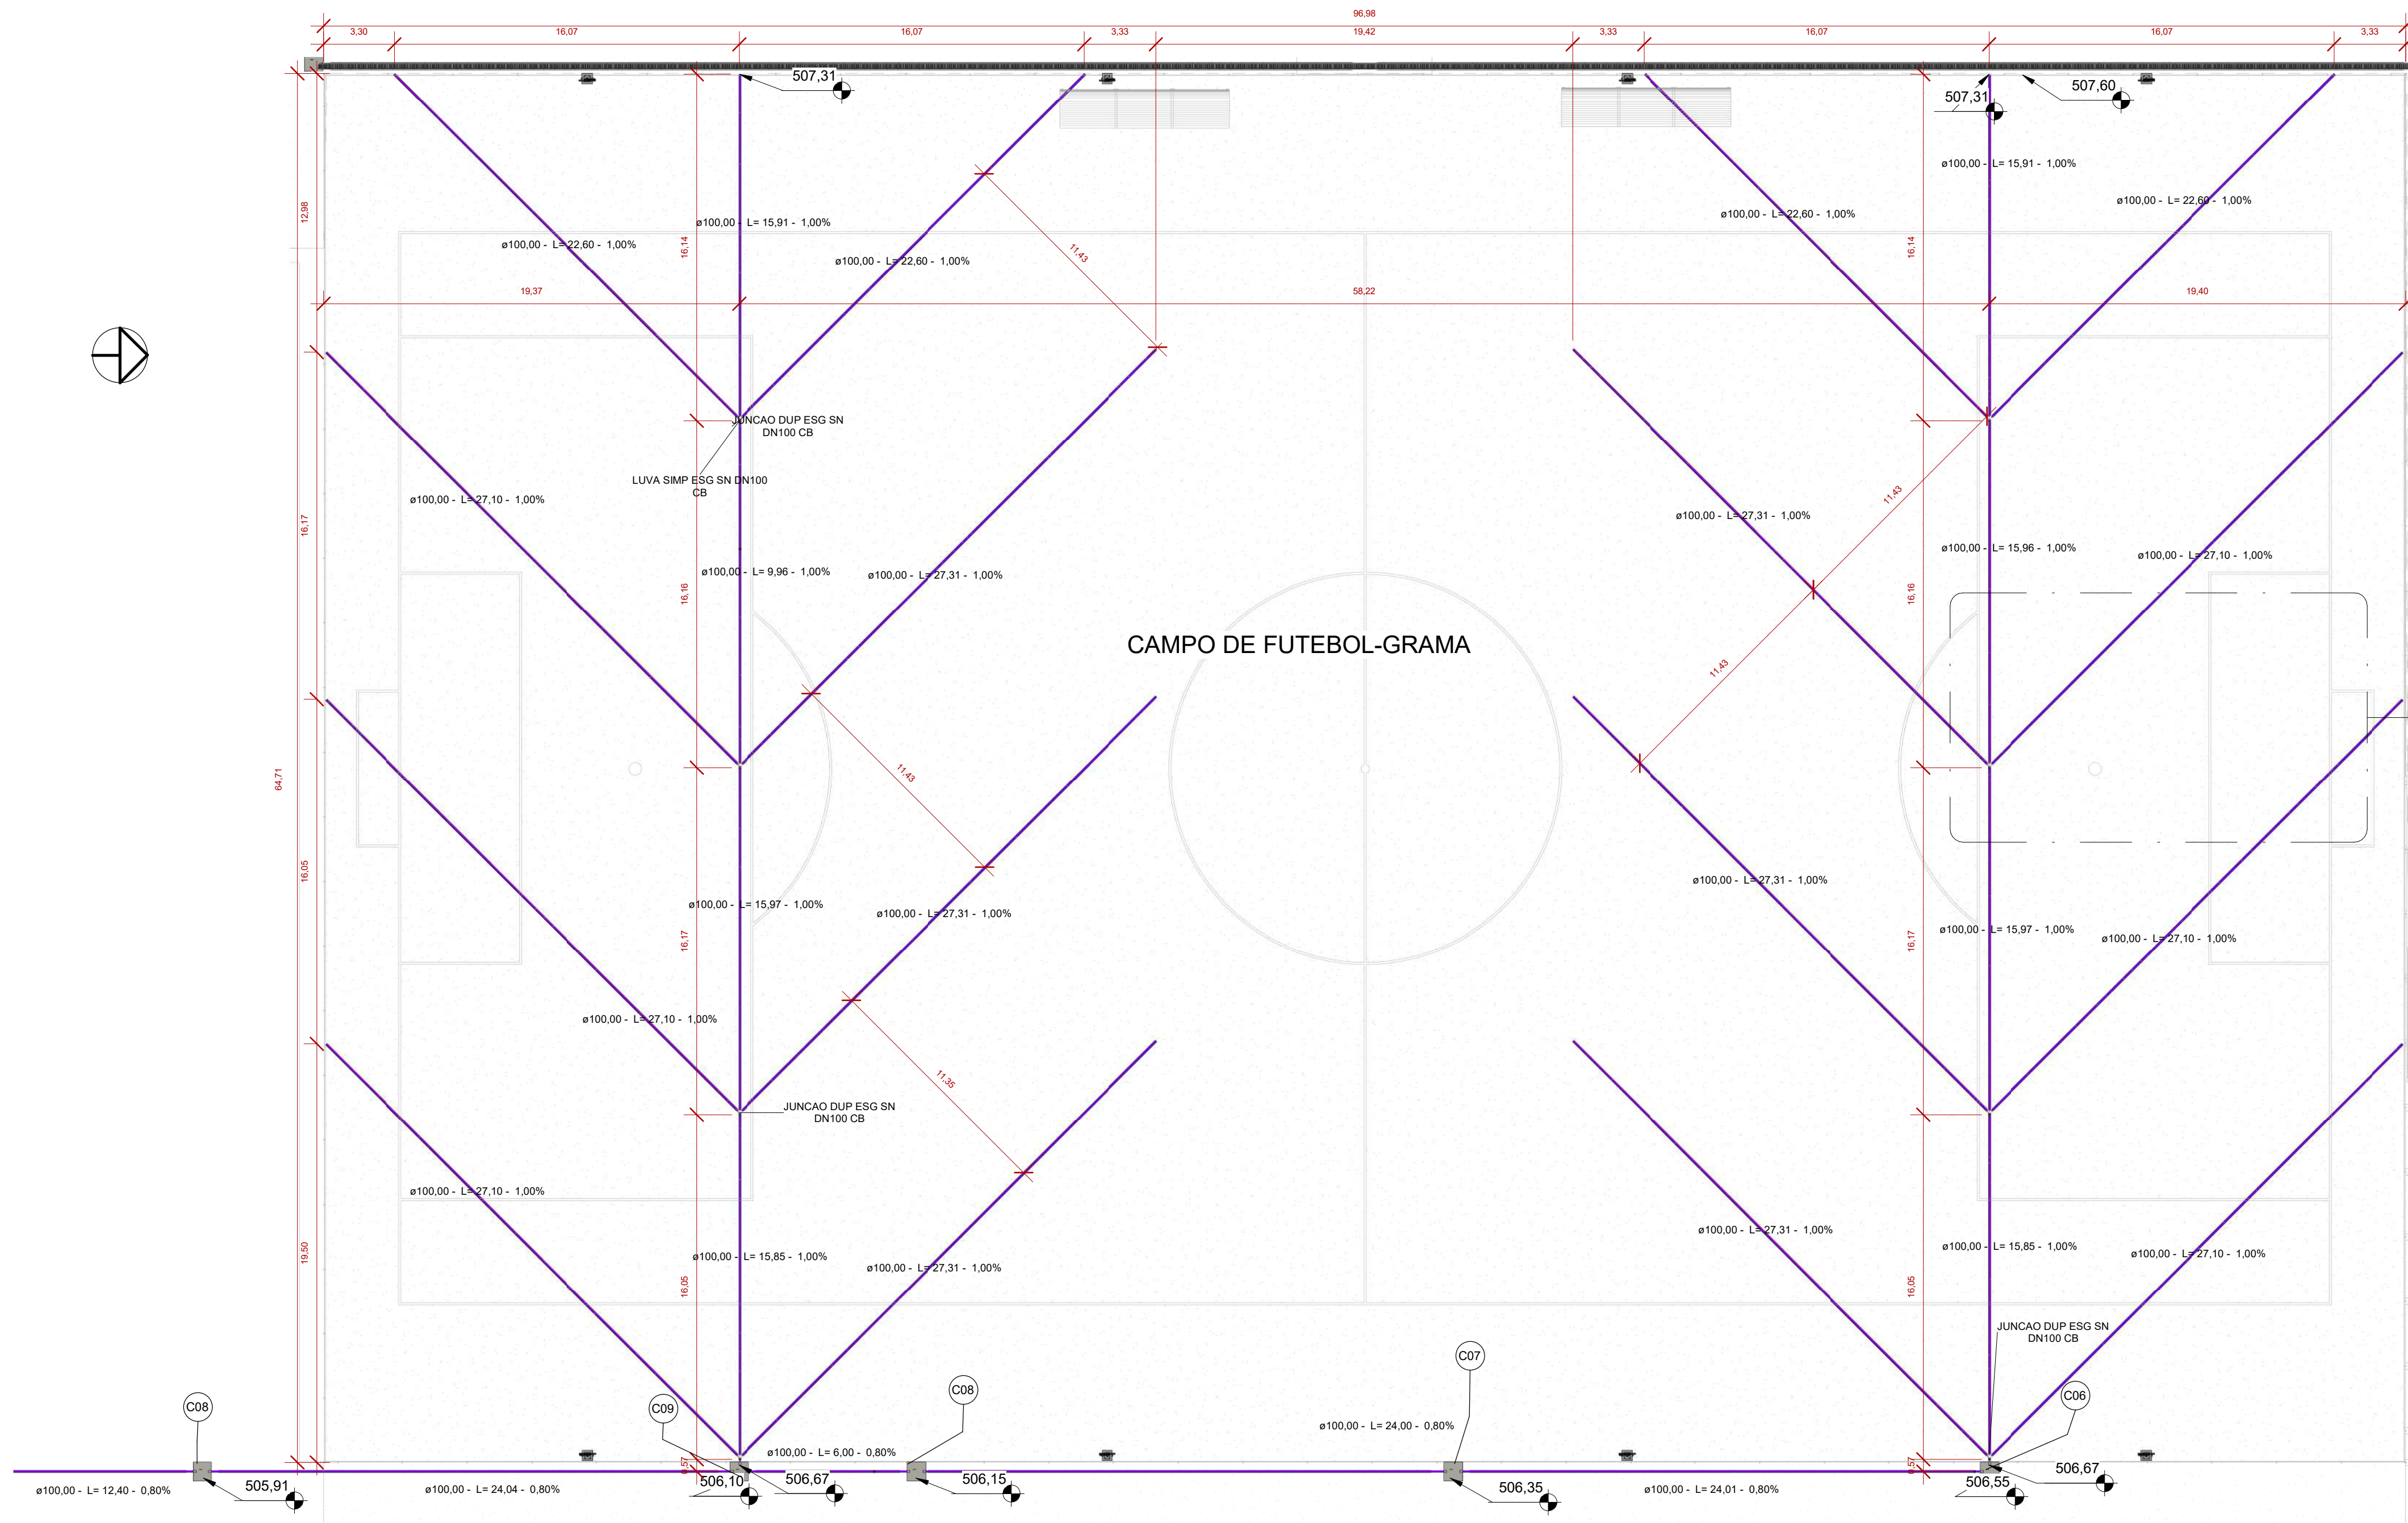 96,98
3,30
16,07
16,07
3,33
19,42
3,33
16,07
16,07
3,33
507,31
507,31
507,60
ø100,00 - L= 15,91 - 1,00%
12,98
ø100,00 - L= 22,60 - 1,00%
ø100,00 - L= 22,60 - 1,00%
ø100,00 - L= 15,91 - 1,00%
ø100,00 - L= 22,60 - 1,00%
16,14
11,43
16,14
ø100,00 - L= 22,60 - 1,00%
19,37
58,22
19,40
JUNCAO DUP ESG SN
DN100 CB
LUVA SIMP ESG SN DN100
CB
ø100,00 - L= 27,10 - 1,00%
11,43
ø100,00 - L= 27,31 - 1,00%
16,17
ø100,00 - L= 15,96 - 1,00%
ø100,00 - L= 27,10 - 1,00%
ø100,00 - L= 9,96 - 1,00%
ø100,00 - L= 27,31 - 1,00%
16,16
16,16
CAMPO DE FUTEBOL-GRAMA
11,43
64,71
11,43
16,05
ø100,00 - L= 27,31 - 1,00%
ø100,00 - L= 15,97 - 1,00%
ø100,00 - L= 27,31 - 1,00%
ø100,00 - L= 15,97 - 1,00%
ø100,00 - L= 27,10 - 1,00%
16,17
16,17
ø100,00 - L= 27,10 - 1,00%
11,35
JUNCAO DUP ESG SN
DN100 CB
ø100,00 - L= 27,10 - 1,00%
ø100,00 - L= 27,31 - 1,00%
19,50
ø100,00 - L= 15,85 - 1,00%
ø100,00 - L= 27,31 - 1,00%
ø100,00 - L= 15,85 - 1,00%
ø100,00 - L= 27,10 - 1,00%
16,05
16,05
JUNCAO DUP ESG SN
DN100 CB
C07
C08
C09
C08
C06
ø100,00 - L= 24,00 - 0,80%
ø100,00 - L= 6,00 - 0,80%
0,57
0,57
505,91
506,10
506,67
506,15
506,35
506,55
506,67
ø100,00 - L= 12,40 - 0,80%
ø100,00 - L= 24,04 - 0,80%
ø100,00 - L= 24,01 - 0,80%